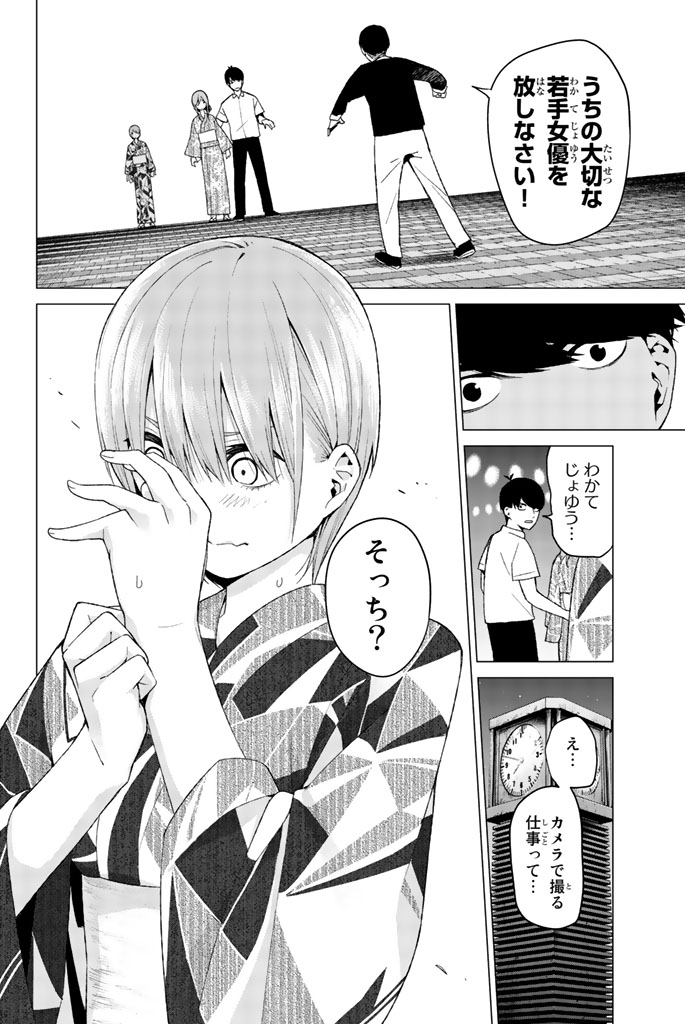 うちの大切な
若手女優を
放しなさい！
わかて
じょゆう…
え…
カメラで撮る
仕事って…
そっち？